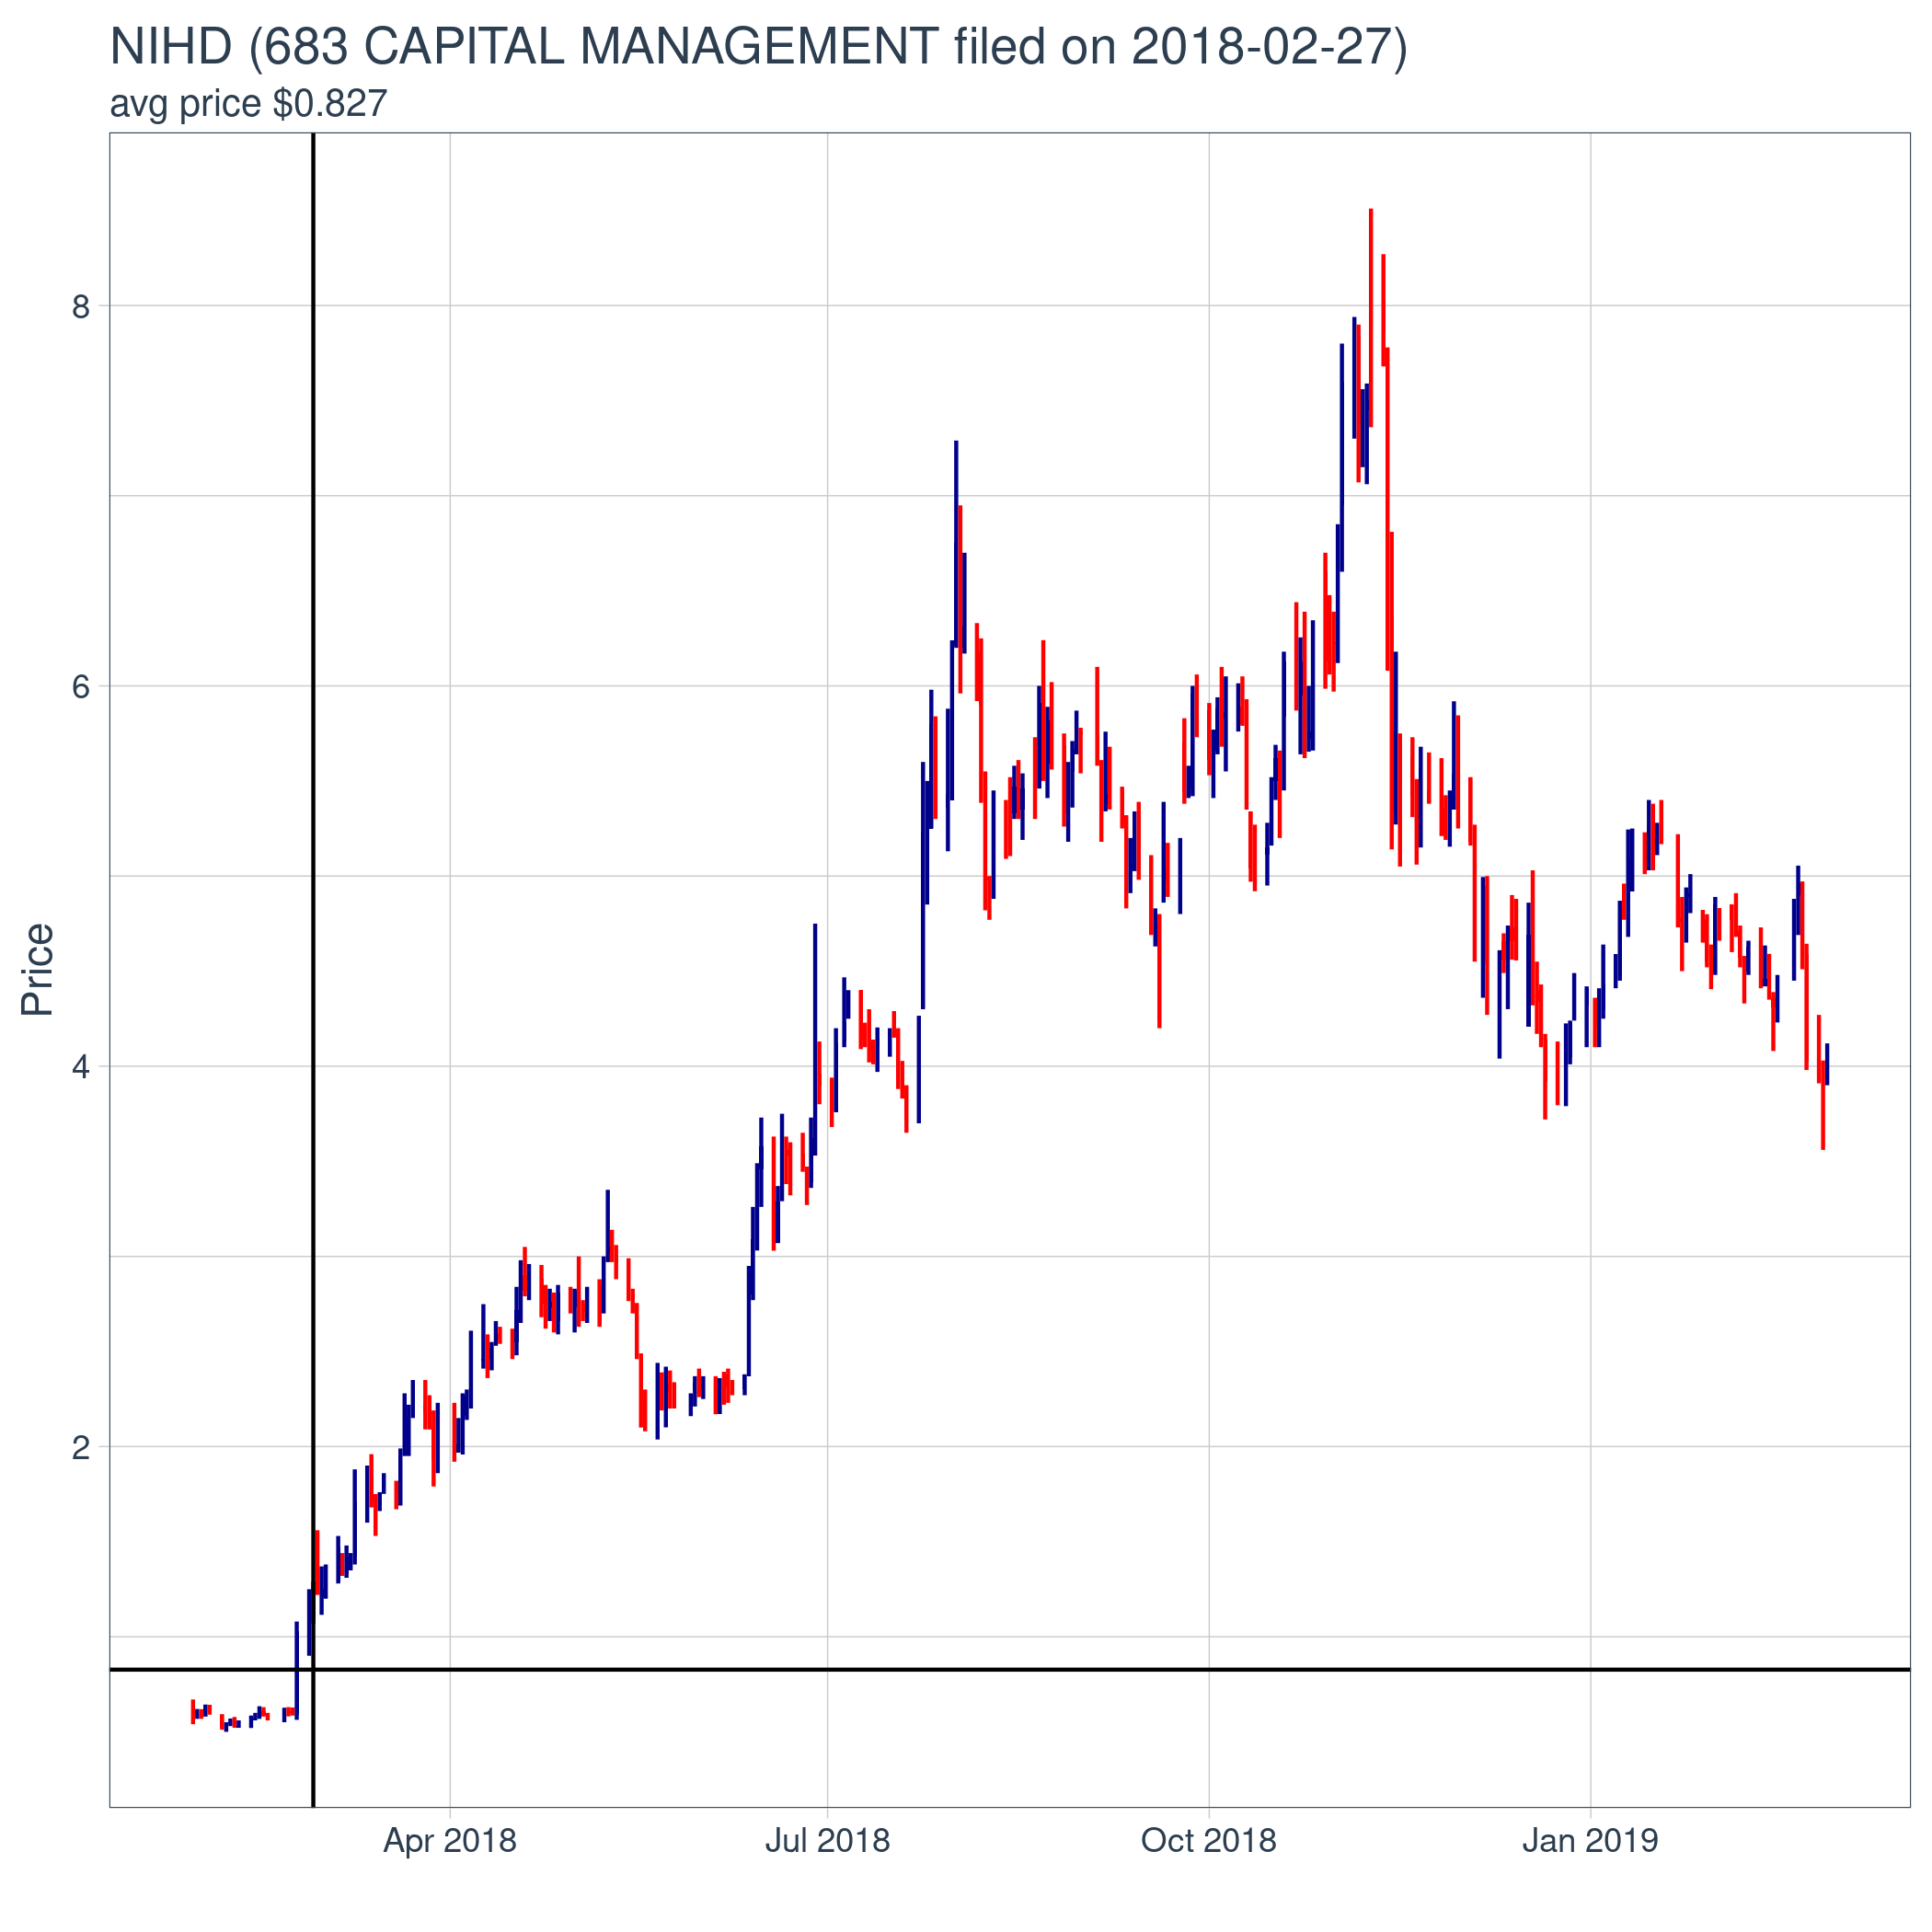 NIHD (683 CAPITAL MANAGEMENT filed on 2018-02-27)
avg price $0.827
Price
8
6
4
2
Apr 2018 Jul 2018 Oct 2018 Jan 2019